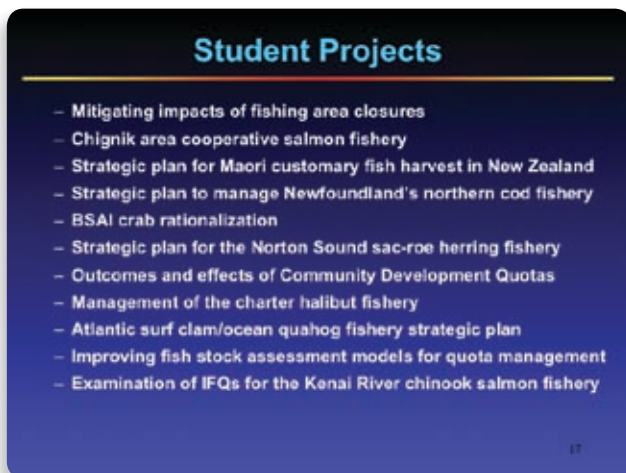 Student Projects
– Mitigating impacts of fishing area closures
– Chignik area cooperative salmon fishery
– Strategic plan for Maori customary fish harvest in New Zealand
– Strategic plan to manage Newfoundland's northern cod fishery
– BSAI crab rationalization
– Strategic plan for the Norton Sound sac-roe herring fishery
– Outcomes and effects of Community Development Quotas
– Management of the charter halibut fishery
– Atlantic surf clam/ocean quahog fishery strategic plan
– Improving fish stock assessment models for quota management
– Examination of IFQs for the Kenai River chinook salmon fishery
17